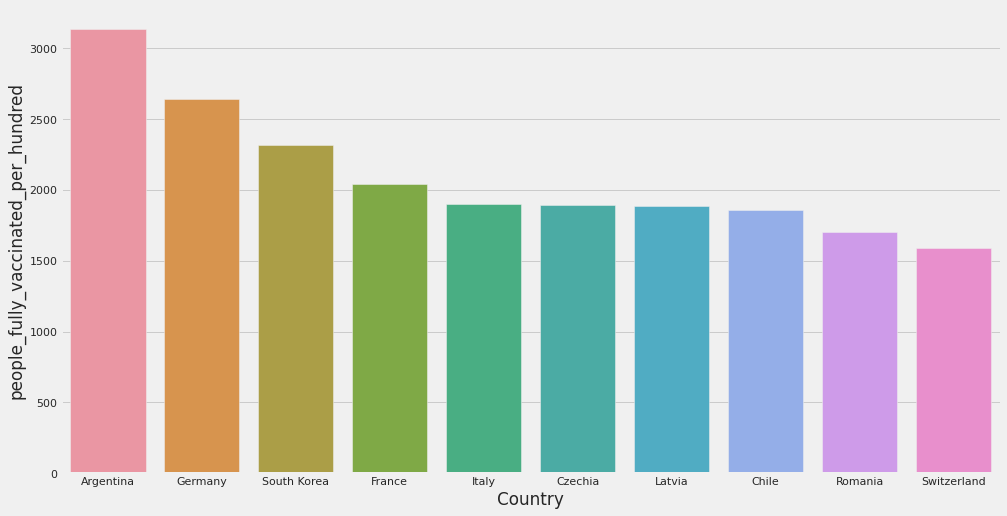 people_fully_vaccinated_per_hundred
3000
2500
2000
1500
1000
500
0
Argentina Germany South Korea France Italy Czechia Latvia Chile Romania Switzerland
Country